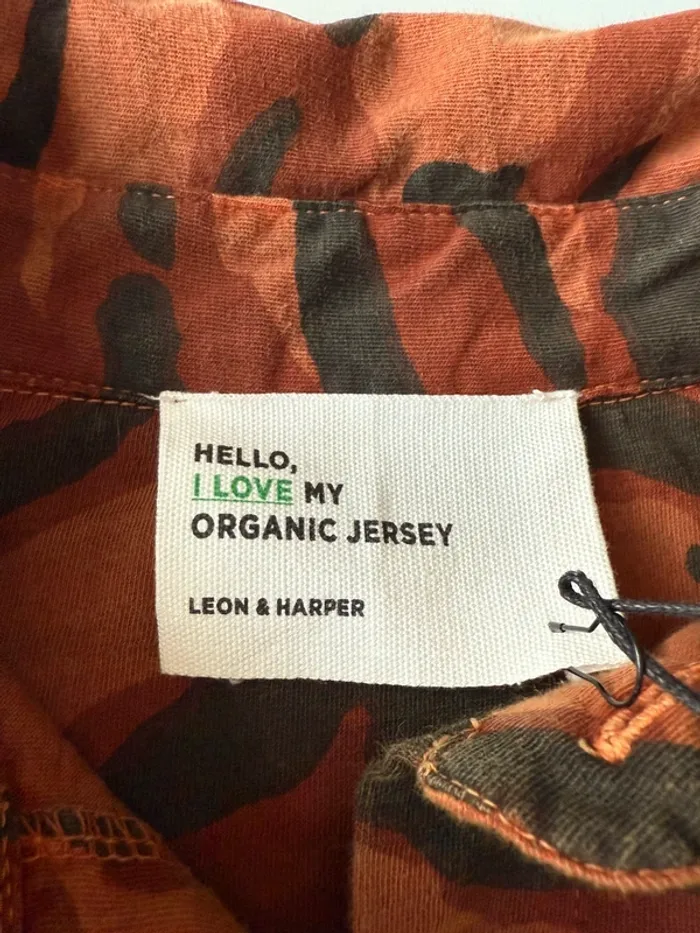 HELLO,
I LOVE MY
ORGANIC JERSEY
LEON & HARPER